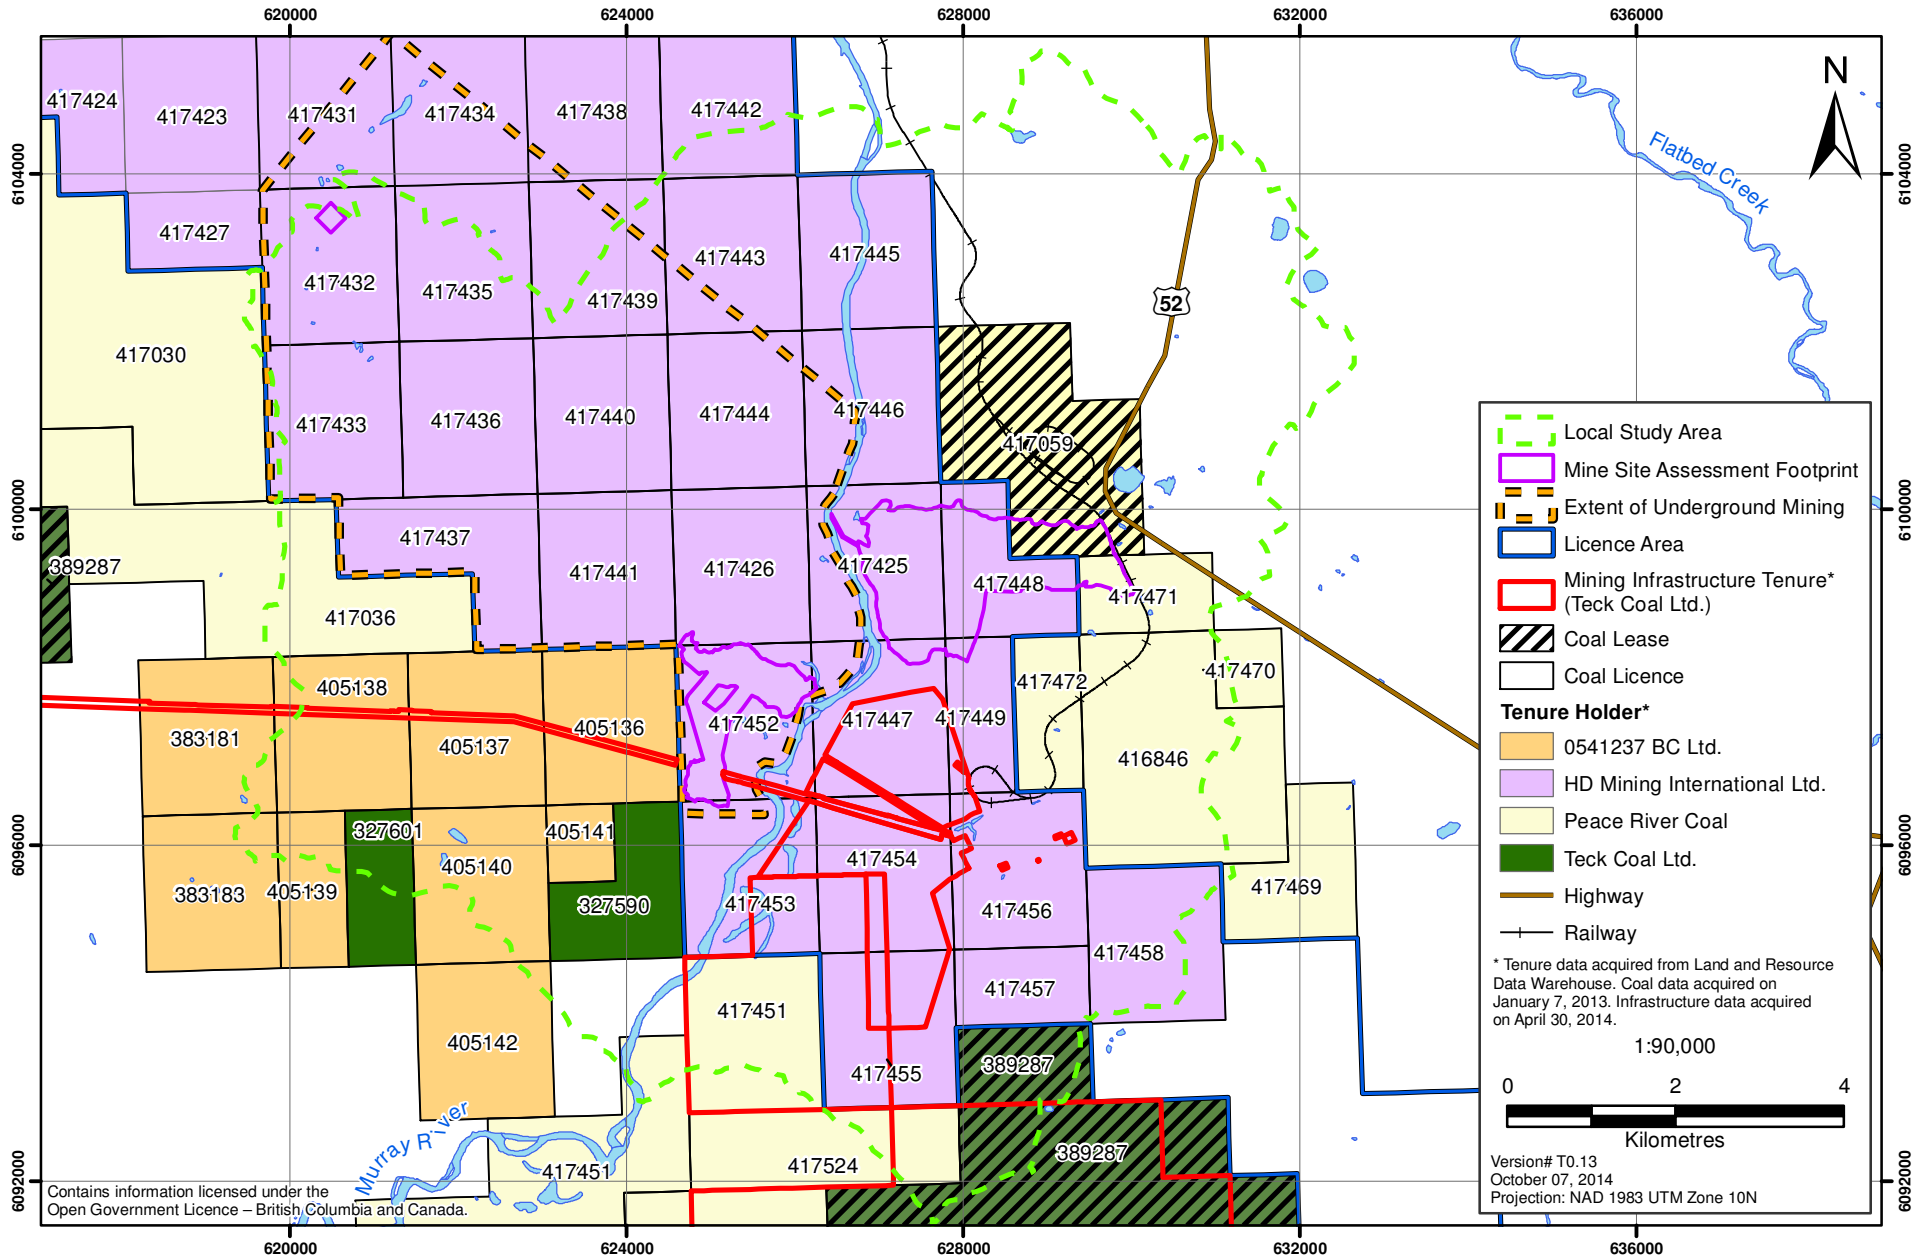 620000
624000
628000
632000
636000
417424
417423
417431
417434
417438
417442
N
Flatbed Creek
6104000
6104000
417427
417432
417435
417439
417443
417445
52
417030
417433
417436
417440
417444
417446
417059
6100000
6100000
417437
389287
417441
417426
417425
417448
417471
417036
405138
417472
417470
383181
405137
405136
417452
417447
417449
416846
6096000
6096000
327601
405141
405140
417454
383183
405139
327590
417453
417456
417469
417458
417457
417451
405142
417455
389287
Murray River
417451
417524
389287
6092000
6092000
Local Study Area
Mine Site Assessment Footprint
Extent of Underground Mining
Licence Area
Mining Infrastructure Tenure*
(Teck Coal Ltd.)
Coal Lease
Coal Licence
Tenure Holder*
0541237 BC Ltd.
HD Mining International Ltd.
Peace River Coal
Teck Coal Ltd.
Highway
Railway
* Tenure data acquired from Land and Resource
Data Warehouse. Coal data acquired on
January 7, 2013. Infrastructure data acquired
on April 30, 2014.
1:90,000
0 2 4
Kilometres
Version# T0.13
October 07, 2014
Projection: NAD 1983 UTM Zone 10N
Contains information licensed under the
Open Government Licence – British Columbia and Canada.
620000
624000
628000
632000
636000